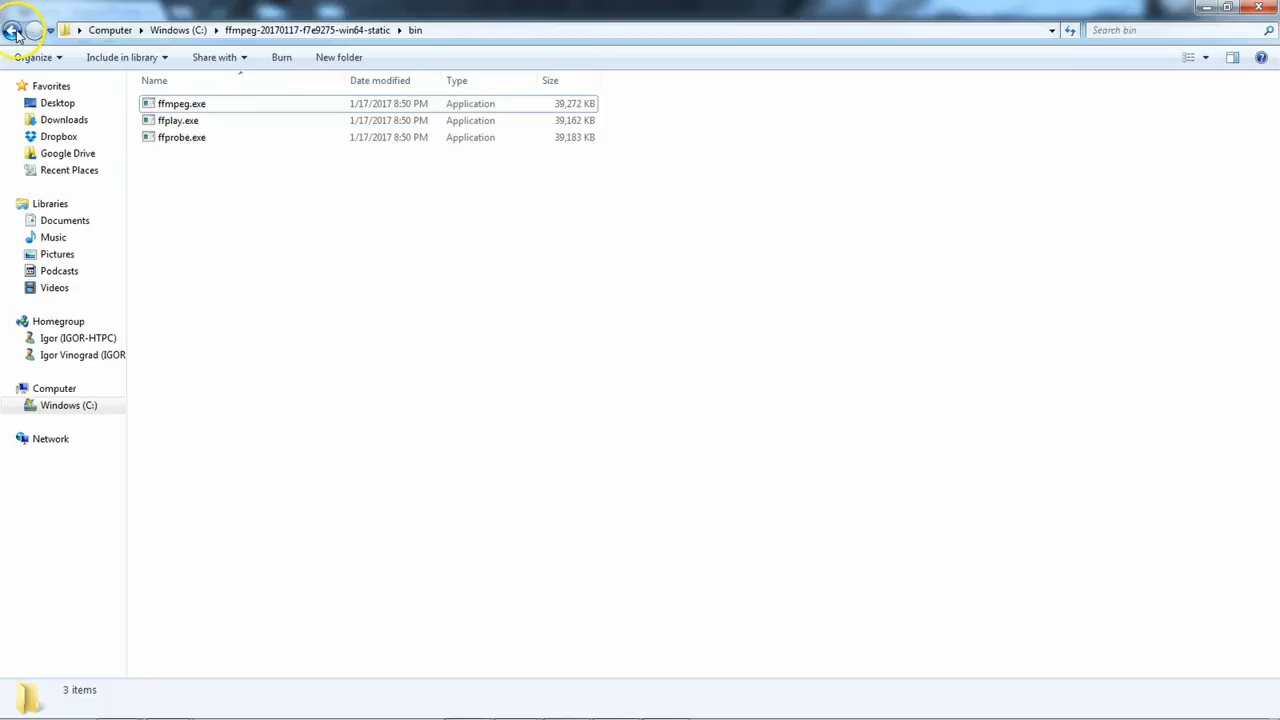 Computer Windows (C:) ffmpeg-20170117-f7e9275-win64-static bin Search bin
Organize Include in library Share with Burn New folder
Name Date modified Type Size
Favorites
Desktop
Downloads
Dropbox
Google Drive
Recent Places
Libraries
Documents
Music
Pictures
Podcasts
Videos
Homegroup
Igor (IGOR-HTPC)
Igor Vinograd (IGOR
Computer
Windows (C:)
Network
ffmpeg.exe 1/17/2017 8:50 PM Application 39,272 KB
ffplay.exe 1/17/2017 8:50 PM Application 39,162 KB
ffprobe.exe 1/17/2017 8:50 PM Application 39,183 KB
3 items